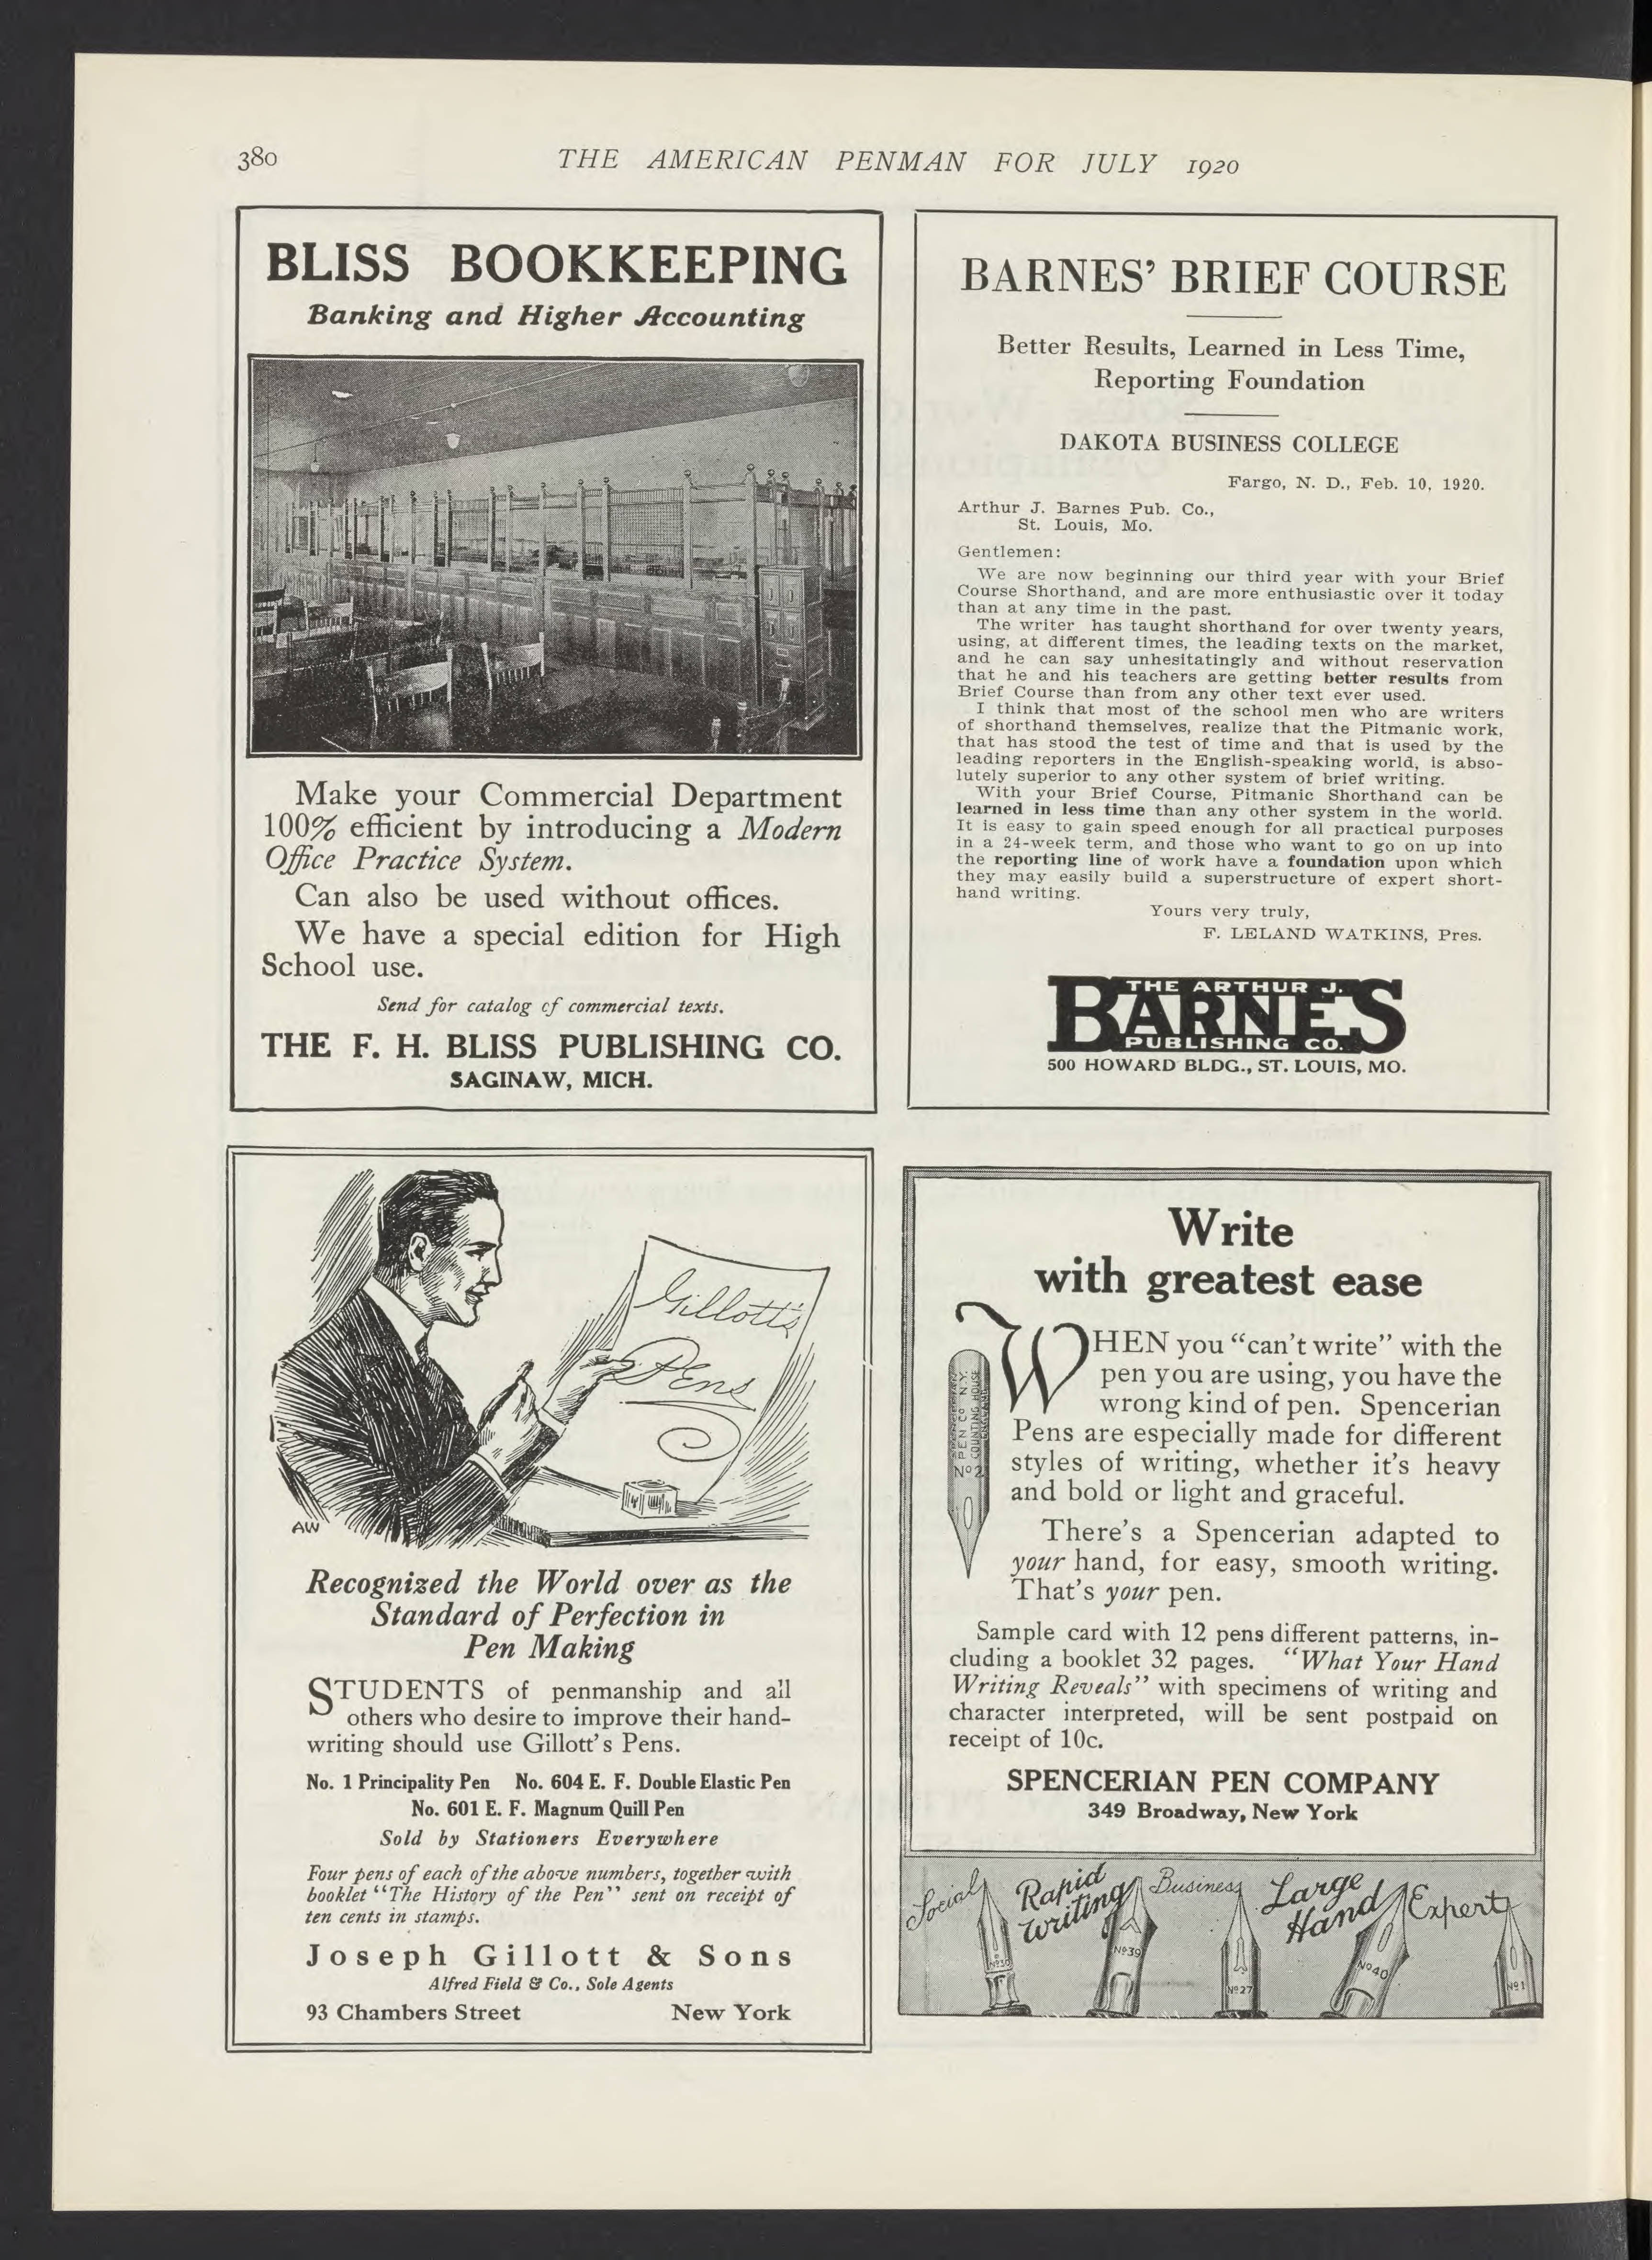 380
THE AMERICAN PENMAN FOR JULY 1920
BLISS BOOKKEEPING
Banking and Higher Accounting
Make your Commercial Department
100% efficient by introducing a Modern
Office Practice System.
Can also be used without offices.
We have a special edition for High
School use.
Send for catalog cf commercial texts.
THE F. H. BLISS PUBLISHING CO.
SAGINAW, MICH.
BARNES' BRIEF COURSE
Better Results, Learned in Less Time,
Reporting Foundation
DAKOTA BUSINESS COLLEGE
Fargo, N. D., Feb. 10, 1920.
Arthur J. Barnes Pub. Co.,
St. Louis, Mo.
Gentlemen:
We are now beginning our third year with your Brief
Course Shorthand, and are more enthusiastic over it today
than at any time in the past.
The writer has taught shorthand for over twenty years,
using, at different times, the leading texts on the market,
and he can say unhesitatingly and without reservation
that he and his teachers are getting better results from
Brief Course than from any other text ever used.
I think that most of the school men who are writers
of shorthand themselves, realize that the Pitmanic work,
that has stood the test of time and that is used by the
leading reporters in the English-speaking world, is abso-
lutely superior to any other system of brief writing.
With your Brief Course, Pitmanic Shorthand can be
learned in less time than any other system in the world.
It is easy to gain speed enough for all practical purposes
in a 24-week term, and those who want to go on up into
the reporting line of work have a foundation upon which
they may easily build a superstructure of expert short-
hand writing.
Yours very truly,
F. LELAND WATKINS, Pres.
THE ARTHUR J.
BARNES
PUBLISHING CO.
500 HOWARD BLDG., ST. LOUIS, MO.
Gillott's
Pens
AW
Recognized the World over as the
Standard of Perfection in
Pen Making
STUDENTS of penmanship and all
others who desire to improve their hand-
writing should use Gillott's Pens.
No. 1 Principality Pen No. 604 E. F. Double Elastic Pen
No. 601 E. F. Magnum Quill Pen
Sold by Stationers Everywhere
Four pens of each of the above numbers, together with
booklet "The History of the Pen" sent on receipt of
ten cents in stamps.
Joseph Gillott & Sons
Alfred Field & Co., Sole Agents
93 Chambers Street New York
Write
with greatest ease
WHEN you "can't write" with the
pen you are using, you have the
wrong kind of pen. Spencerian
Pens are especially made for different
styles of writing, whether it's heavy
and bold or light and graceful.
There's a Spencerian adapted to
your hand, for easy, smooth writing.
That's your pen.
PEN Co N.Y.
COUNTING HOUSE
No 2
Sample card with 12 pens different patterns, in-
cluding a booklet 32 pages. "What Your Hand
Writing Reveals" with specimens of writing and
character interpreted, will be sent postpaid on
receipt of 10c.
SPENCERIAN PEN COMPANY
349 Broadway, New York
Social
Rapid
Writing
Business
Large
Hand
Expert
No39
No27
No40
No1